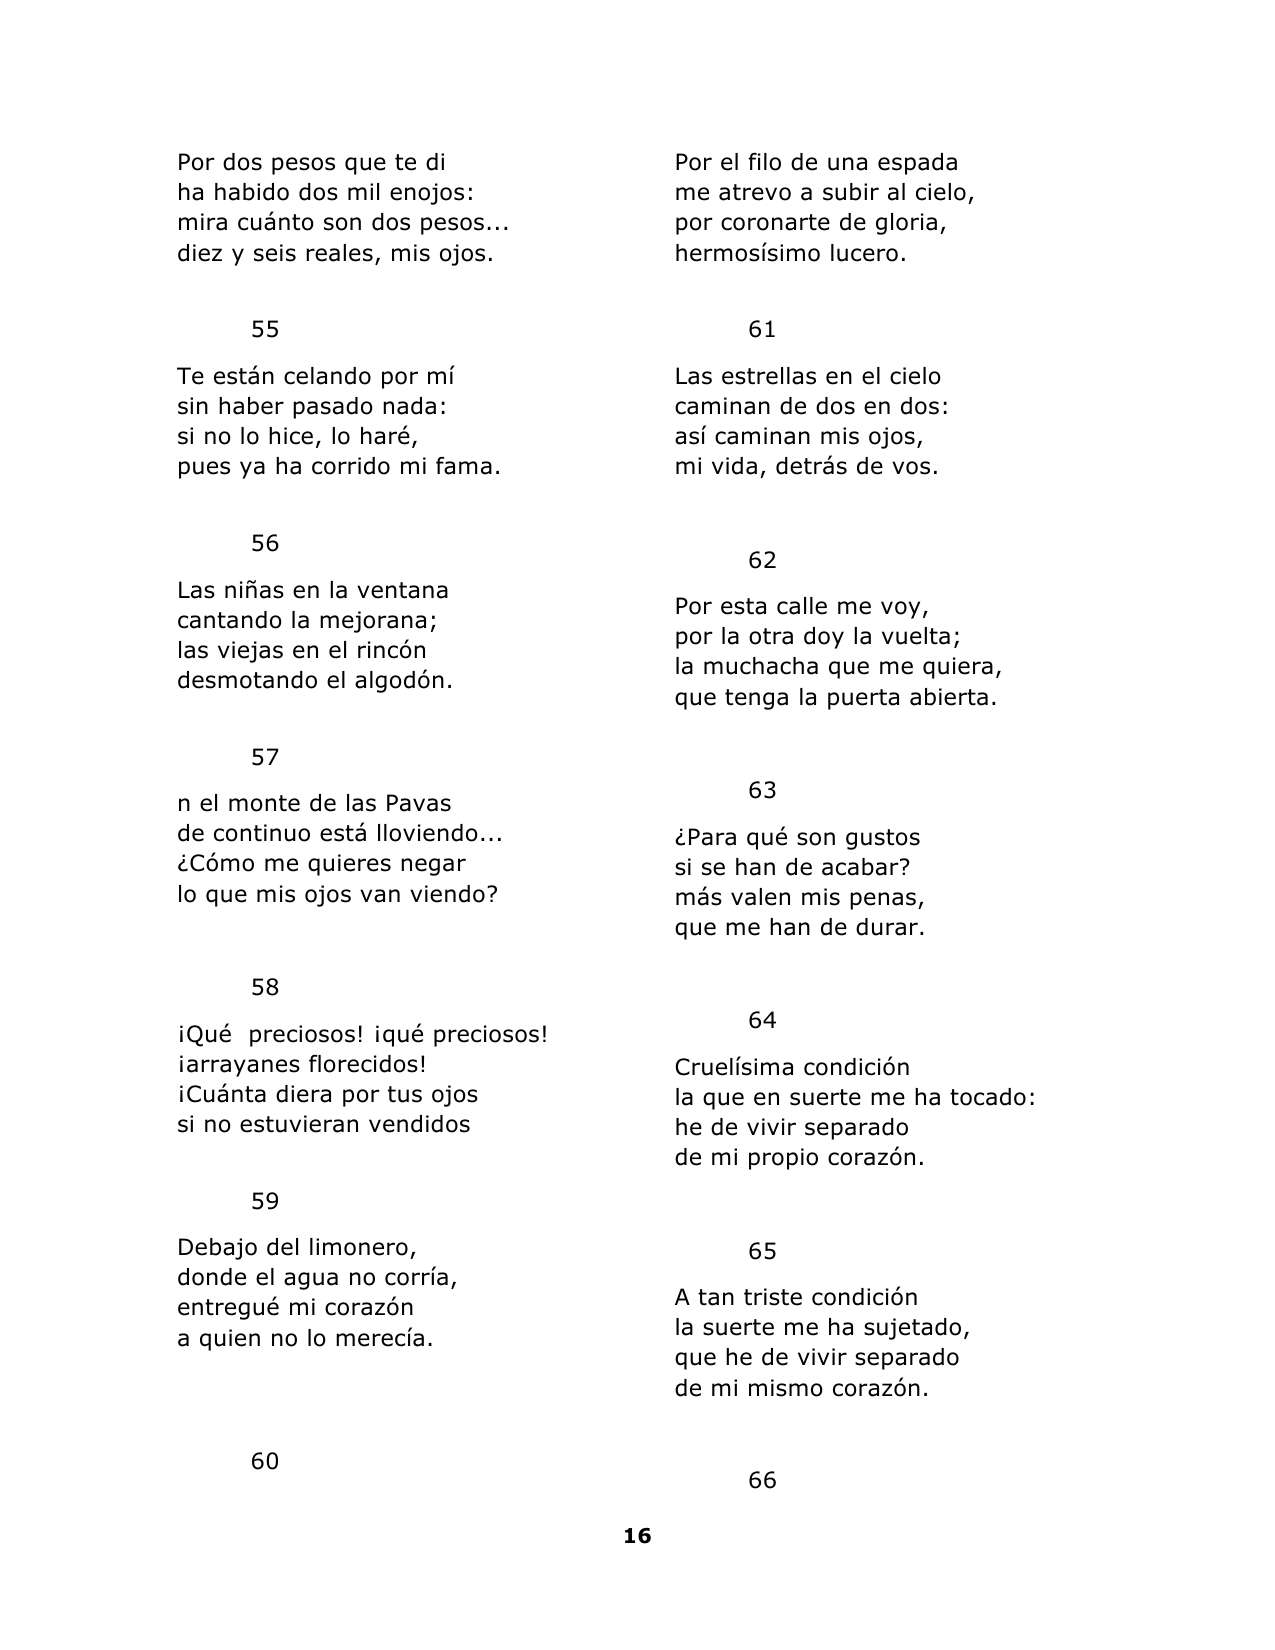 Por dos pesos que te di
ha habido dos mil enojos:
mira cuánto son dos pesos...
diez y seis reales, mis ojos.
55
Te están celando por mí
sin haber pasado nada:
si no lo hice, lo haré,
pues ya ha corrido mi fama.
56
Las niñas en la ventana
cantando la mejorana;
las viejas en el rincón
desmotando el algodón.
57
n el monte de las Pavas
de continuo está lloviendo...
¿Cómo me quieres negar
lo que mis ojos van viendo?
58
¡Qué  preciosos! ¡qué preciosos!
¡arrayanes florecidos!
¡Cuánta diera por tus ojos
si no estuvieran vendidos
59
Debajo del limonero,
donde el agua no corría,
entregué mi corazón
a quien no lo merecía.
60
Por el filo de una espada
me atrevo a subir al cielo,
por coronarte de gloria,
hermosísimo lucero.
61
Las estrellas en el cielo
caminan de dos en dos:
así caminan mis ojos,
mi vida, detrás de vos.
62
Por esta calle me voy,
por la otra doy la vuelta;
la muchacha que me quiera,
que tenga la puerta abierta.
63
¿Para qué son gustos
si se han de acabar?
más valen mis penas,
que me han de durar.
64
Cruelísima condición
la que en suerte me ha tocado:
he de vivir separado
de mi propio corazón.
65
A tan triste condición
la suerte me ha sujetado,
que he de vivir separado
de mi mismo corazón.
66
16